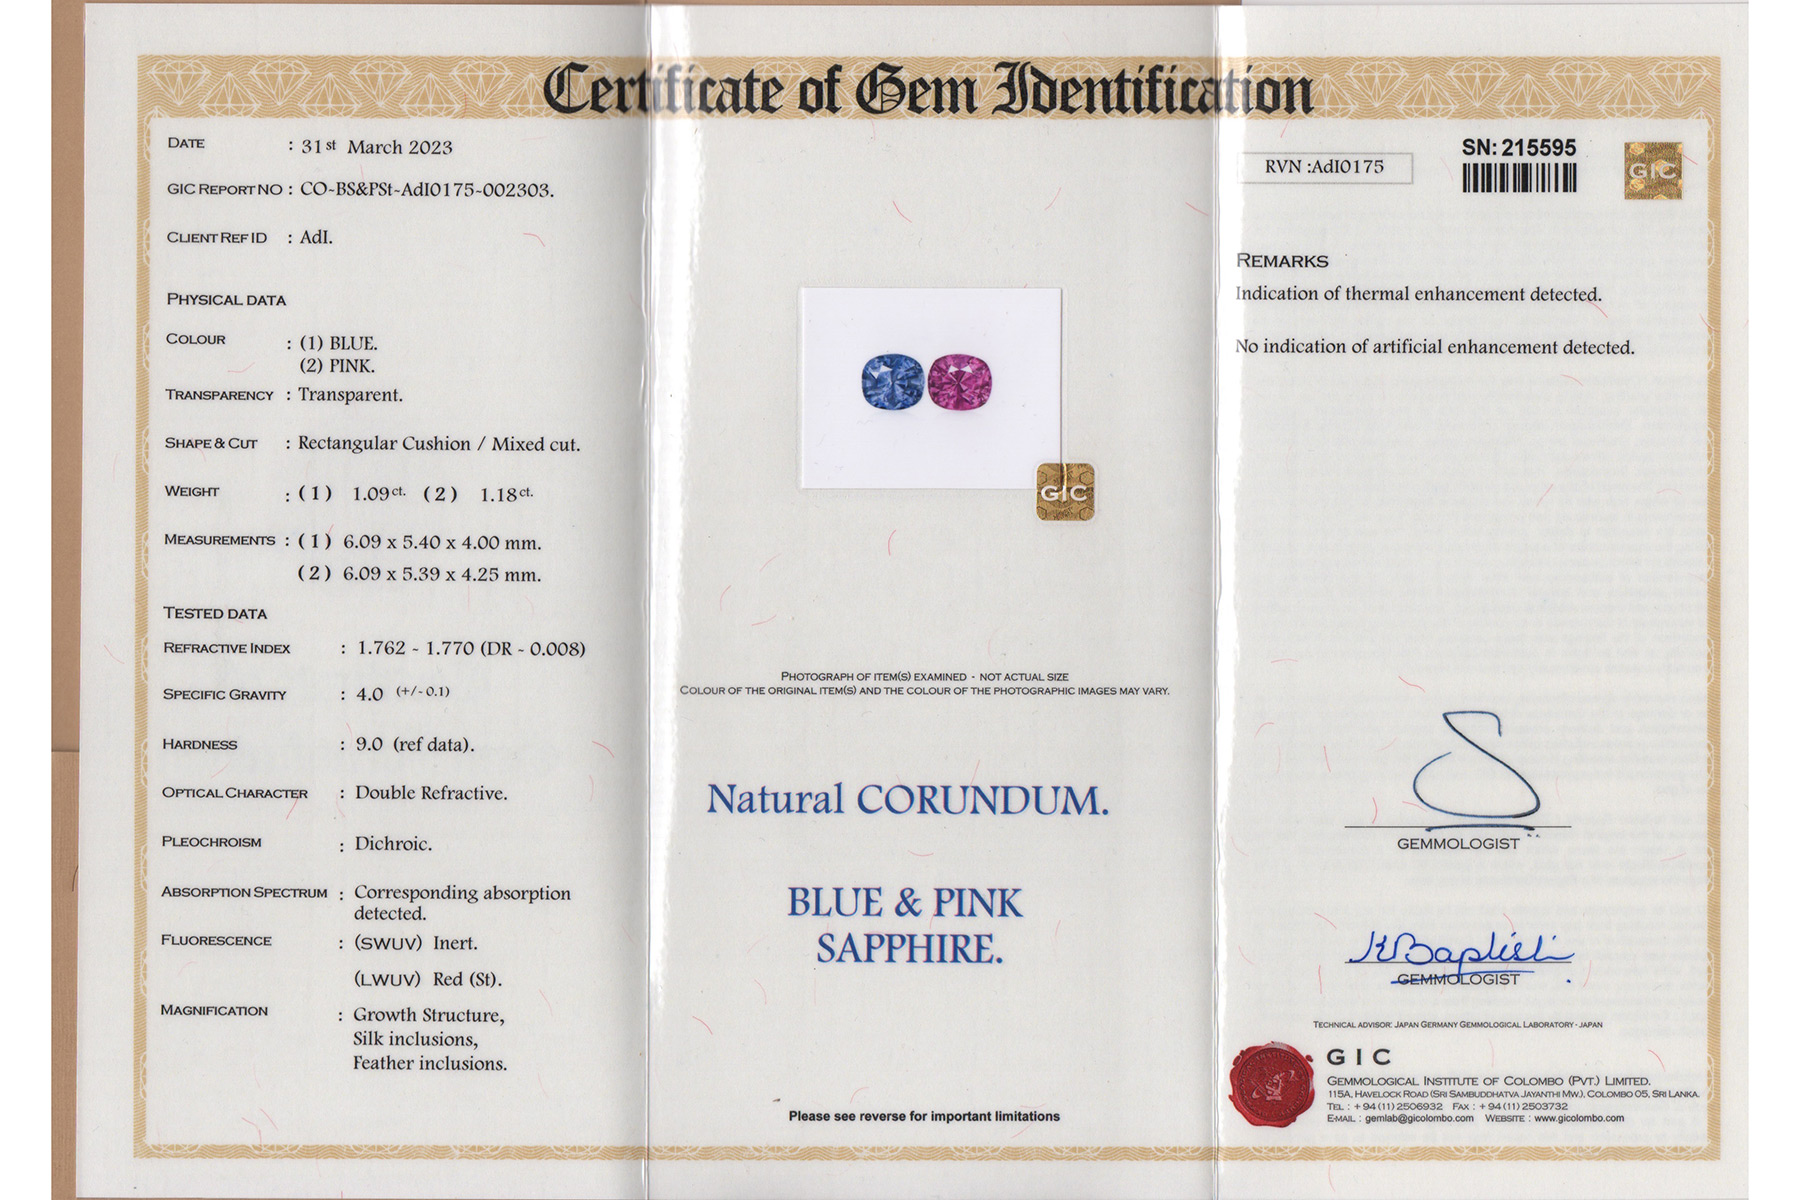 Certificate of Gem Identification
DATE : 31st March 2023
GIC REPORT NO : CO~BS&PSt~AdI0175~002303.
CLIENT REF ID : AdI.
PHYSICAL DATA
COLOUR : (1) BLUE.
(2) PINK.
TRANSPARENCY : Transparent.
SHAPE & CUT : Rectangular Cushion / Mixed cut.
WEIGHT : (1) 1.09ct. (2) 1.18ct.
MEASUREMENTS : (1) 6.09 x 5.40 x 4.00 mm.
(2) 6.09 x 5.39 x 4.25 mm.
TESTED DATA
REFRACTIVE INDEX : 1.762 ~ 1.770 (DR ~ 0.008)
SPECIFIC GRAVITY : 4.0 (+/-0.1)
HARDNESS : 9.0 (ref data).
OPTICAL CHARACTER : Double Refractive.
PLEOCHROISM : Dichroic.
ABSORPTION SPECTRUM : Corresponding absorption
detected.
FLUORESCENCE : (SWUV) Inert.
(LWUV) Red (St).
MAGNIFICATION : Growth Structure,
Silk inclusions,
Feather inclusions.
GIC
PHOTOGRAPH OF ITEM(S) EXAMINED - NOT ACTUAL SIZE
COLOUR OF THE ORIGINAL ITEM(S) AND THE COLOUR OF THE PHOTOGRAPHIC IMAGES MAY VARY.
Natural CORUNDUM.
BLUE & PINK
SAPPHIRE.
Please see reverse for important limitations
RVN :AdI0175
SN: 215595
GIC
REMARKS
Indication of thermal enhancement detected.
No indication of artificial enhancement detected.
GEMMOLOGIST
KBaptisti
GEMMOLOGIST
TECHNICAL ADVISOR: JAPAN GERMANY GEMMOLOGICAL LABORATORY - JAPAN
GIC
GEMMOLOGICAL INSTITUTE OF COLOMBO (PVT.) LIMITED.
115A, HAVELOCK ROAD (SRI SAMBUDDHATVA JAYANTHI MW.), COLOMBO 05, SRI LANKA.
TEL : + 94 (11) 2506932 FAX : + 94 (11) 2503732
E-MAIL : gemlab@gicolombo.com WEBSITE : www.gicolombo.com